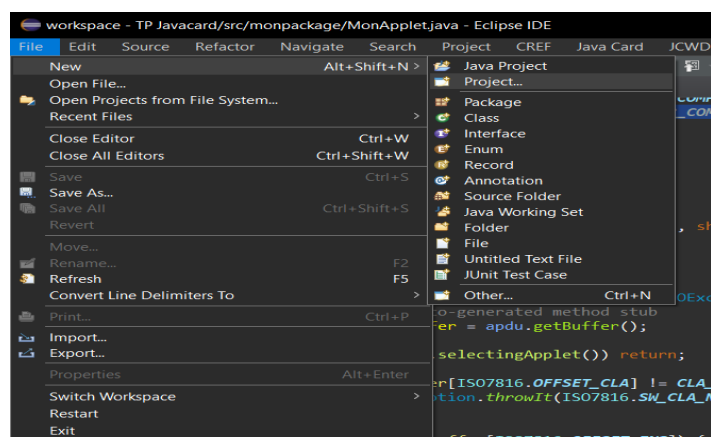 workspace - TP Javacard/src/monpackage/MonApplet.java - Eclipse IDE
File Edit Source Refactor Navigate Search Project CREF Java Card JCWD
New Alt+Shift+N >
Open File...
Open Projects from File System...
Recent Files >
Close Editor Ctrl+W
Close All Editors Ctrl+Shift+W
Save Ctrl+S
Save As...
Save All Ctrl+Shift+S
Revert
Move...
Rename... F2
Refresh F5
Convert Line Delimiters To >
Print... Ctrl+P
Import...
Export...
Properties Alt+Enter
Switch Workspace >
Restart
Exit
Java Project
Project...
Package
Class
Interface
Enum
Record
Annotation
Source Folder
Java Working Set
Folder
File
Untitled Text File
JUnit Test Case
Other... Ctrl+N
_COM
, sh
OExc
to-generated method stub
fer = apdu.getBuffer();
selectingApplet()) return;
er[ISO7816.OFFSET_CLA] != CLA_
tion.throwIt(ISO7816.SW_CLA_N